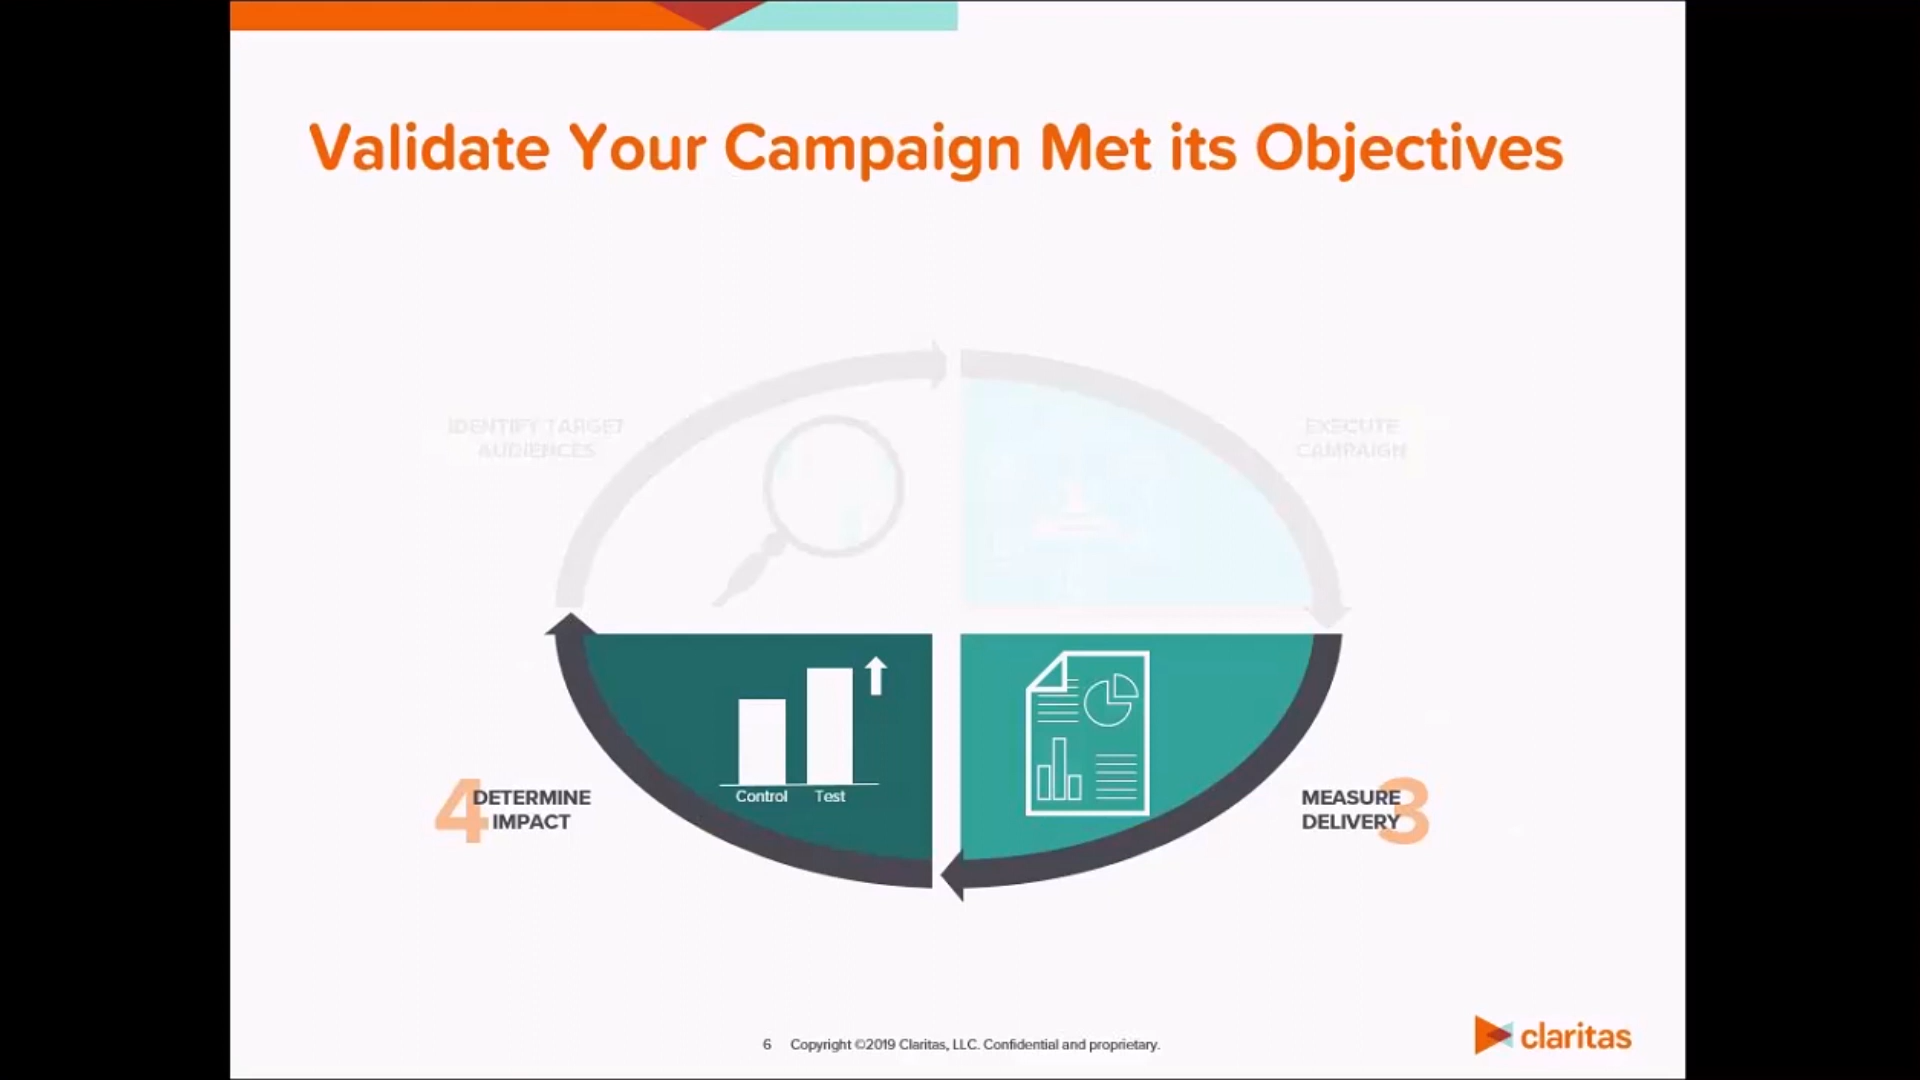 Validate Your Campaign Met its Objectives
IDENTIFY TARGET
AUDIENCES
EXECUTE
CAMPAIGN
Control Test
4 DETERMINE
IMPACT
MEASURE 3
DELIVERY
6 Copyright ©2019 Claritas, LLC. Confidential and proprietary.
claritas